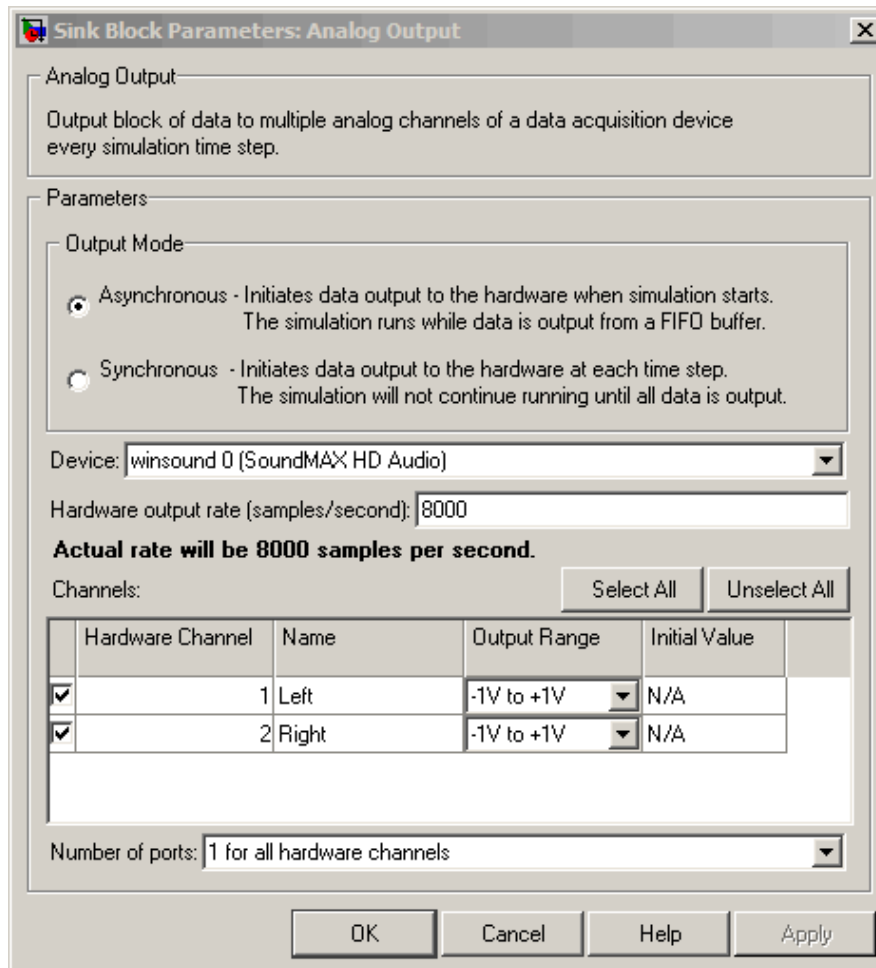 Sink Block Parameters: Analog Output
Analog Output
Output block of data to multiple analog channels of a data acquisition device
every simulation time step.
Parameters
Output Mode
Asynchronous - Initiates data output to the hardware when simulation starts.
The simulation runs while data is output from a FIFO buffer.
Synchronous - Initiates data output to the hardware at each time step.
The simulation will not continue running until all data is output.
Device: winsound 0 (SoundMAX HD Audio)
Hardware output rate (samples/second): 8000
Actual rate will be 8000 samples per second.
Channels: Select All Unselect All
Hardware Channel Name Output Range Initial Value
1 Left -1V to +1V N/A
2 Right -1V to +1V N/A
Number of ports: 1 for all hardware channels
OK Cancel Help Apply